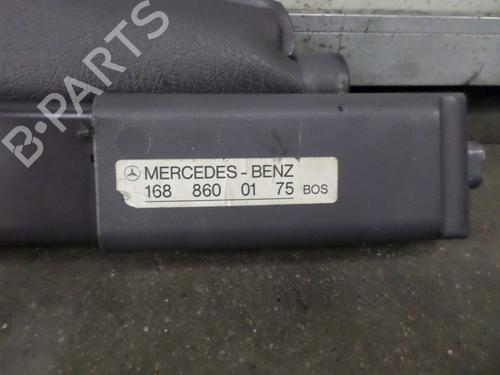 B-PARTS
MERCEDES-BENZ
168 860 01 75 BOS